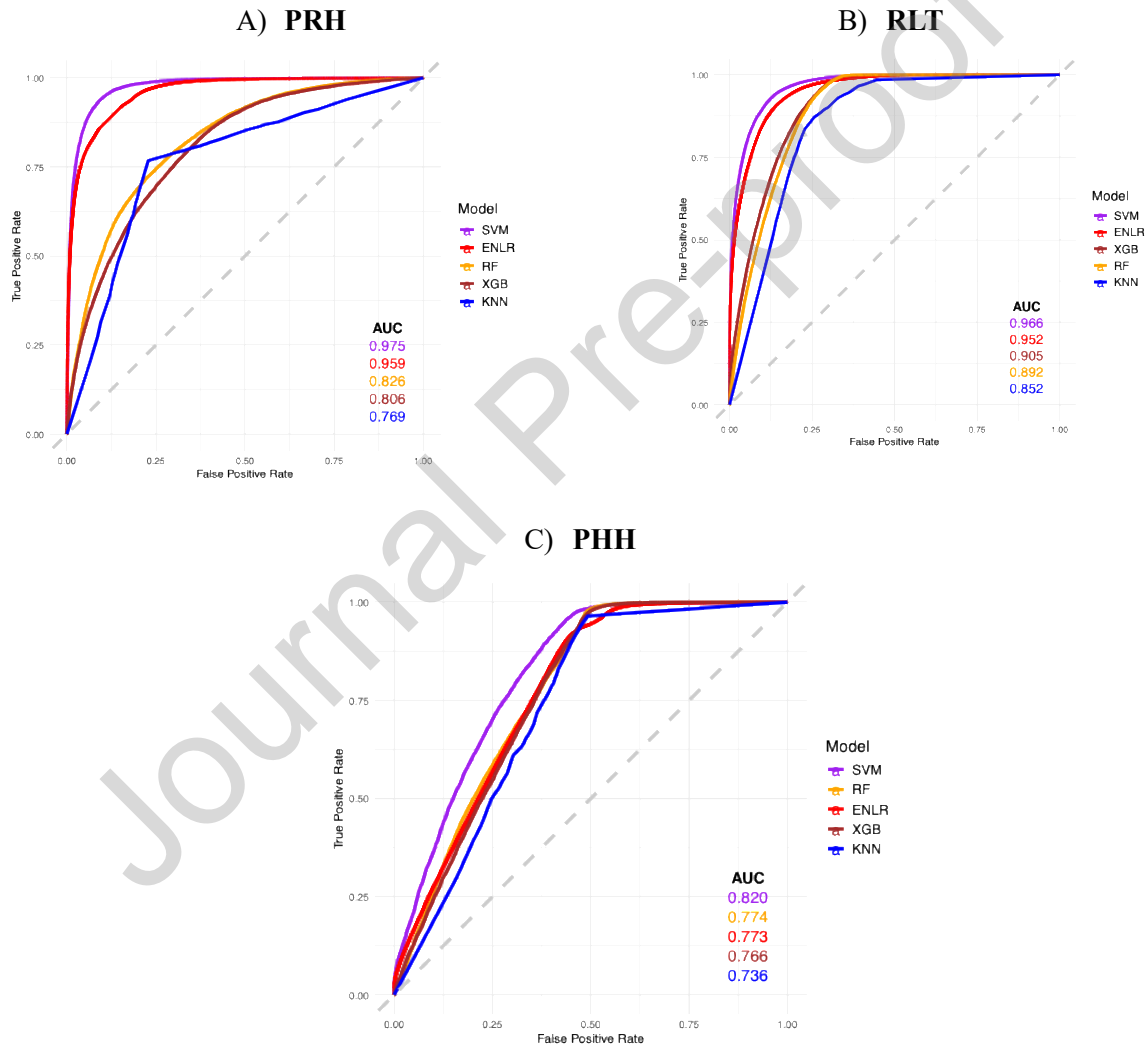 A) PRH
1.00
0.75
0.50
0.25
0.00
True Positive Rate
0.00 0.25 0.50 0.75 1.00
False Positive Rate
Model
SVM
ENLR
RF
XGB
KNN
AUC
0.975
0.959
0.826
0.806
0.769
B) RLT
1.00
0.75
0.50
0.25
0.00
True Positive Rate
0.00 0.25 0.50 0.75 1.00
False Positive Rate
Model
SVM
ENLR
XGB
RF
KNN
AUC
0.966
0.952
0.905
0.892
0.852
C) PHH
1.00
0.75
0.50
0.25
0.00
True Positive Rate
0.00 0.25 0.50 0.75 1.00
False Positive Rate
Model
SVM
RF
ENLR
XGB
KNN
AUC
0.820
0.774
0.773
0.766
0.736
Journal Pre-proof